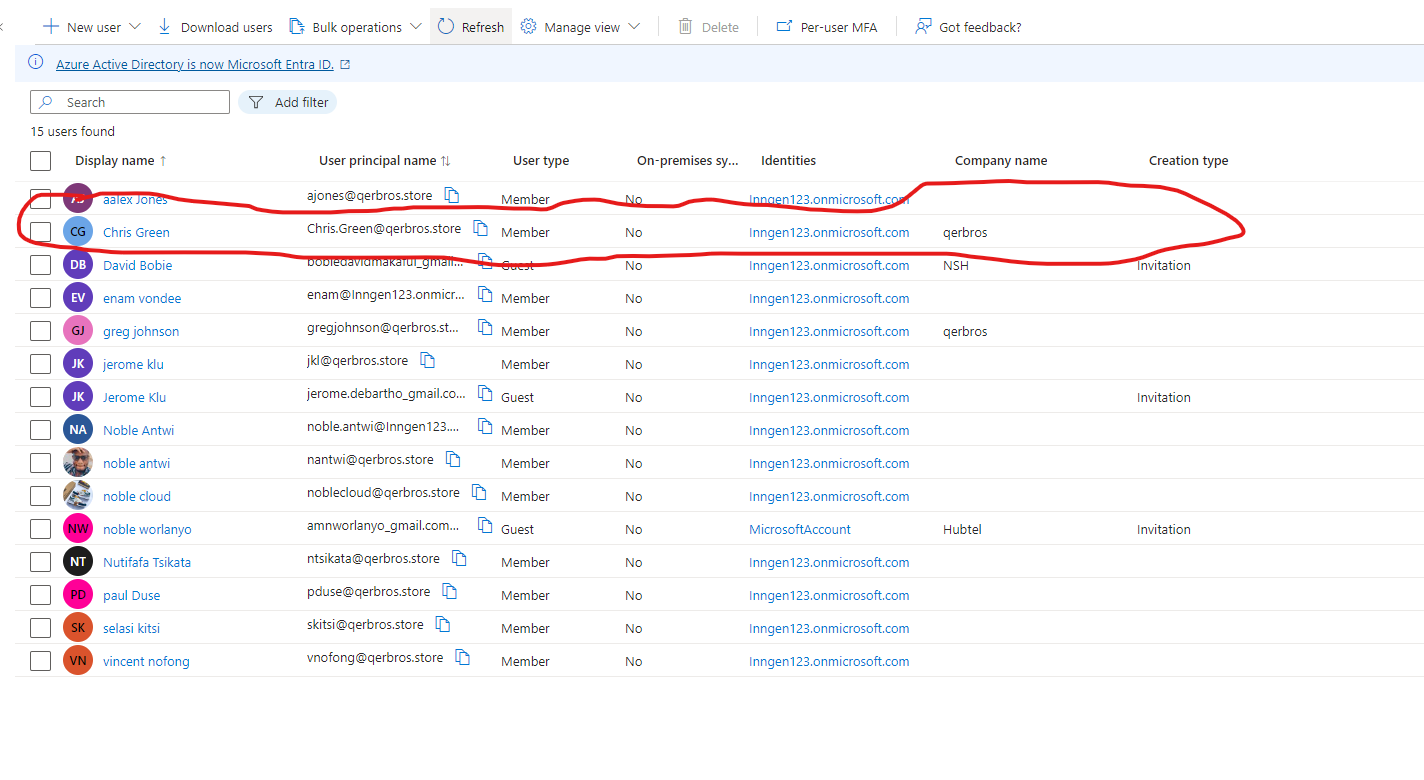 New user Download users Bulk operations Refresh Manage view Delete Per-user MFA Got feedback?
Azure Active Directory is now Microsoft Entra ID.
Search Add filter
15 users found
Display name ↑ User principal name ↑↓ User type On-premises sy... Identities Company name Creation type
aalex Jones ajones@qerbros.store Member No Inngen123.onmicrosoft.com
CG Chris Green Chris.Green@qerbros.store Member No Inngen123.onmicrosoft.com qerbros
DB David Bobie bobiedavidmakaful_gmail... Guest No Inngen123.onmicrosoft.com NSH Invitation
EV enam vondee enam@Inngen123.onmicr... Member No Inngen123.onmicrosoft.com
GJ greg johnson gregjohnson@qerbros.st... Member No Inngen123.onmicrosoft.com qerbros
JK jerome klu jkl@qerbros.store Member No Inngen123.onmicrosoft.com
JK Jerome Klu jerome.debartho_gmail.co... Guest No Inngen123.onmicrosoft.com Invitation
NA Noble Antwi noble.antwi@Inngen123.... Member No Inngen123.onmicrosoft.com
noble antwi nantwi@qerbros.store Member No Inngen123.onmicrosoft.com
noble cloud noblecloud@qerbros.store Member No Inngen123.onmicrosoft.com
NW noble worlanyo amnworlanyo_gmail.com... Guest No MicrosoftAccount Hubtel Invitation
NT Nutifafa Tsikata ntsikata@qerbros.store Member No Inngen123.onmicrosoft.com
PD paul Duse pduse@qerbros.store Member No Inngen123.onmicrosoft.com
SK selasi kitsi skitsi@qerbros.store Member No Inngen123.onmicrosoft.com
VN vincent nofong vnofong@qerbros.store Member No Inngen123.onmicrosoft.com